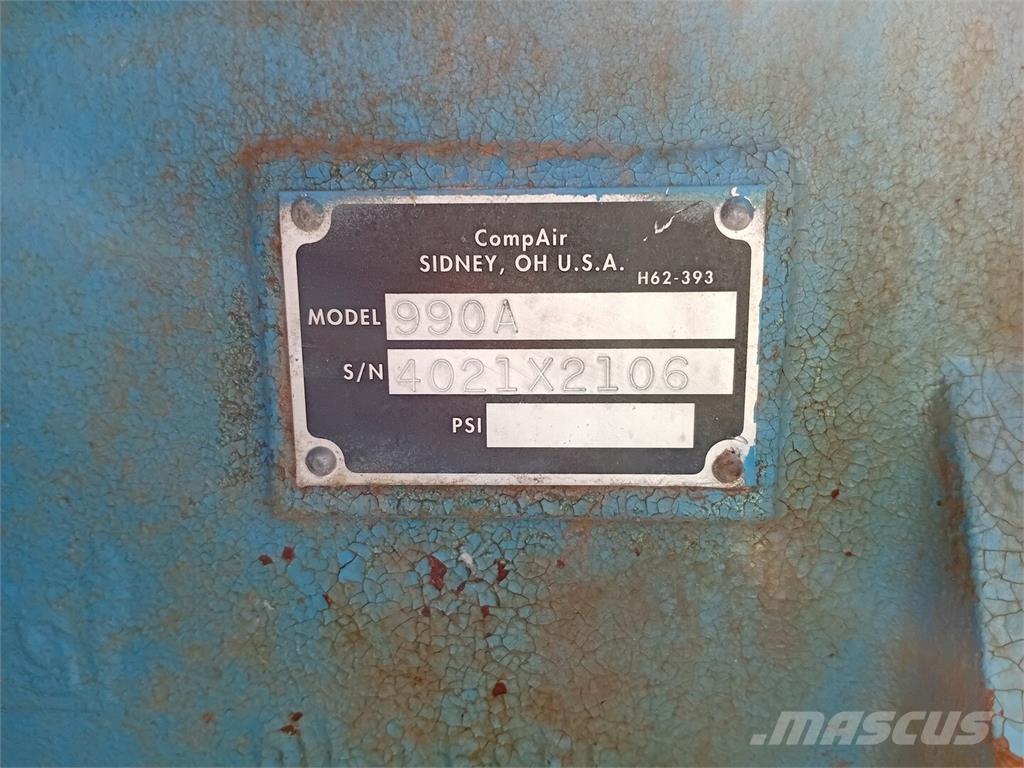 CompAir
SIDNEY, OH U.S.A.
H62-393
MODEL 990A
S/N 4021X2106
PSI
MASCUS